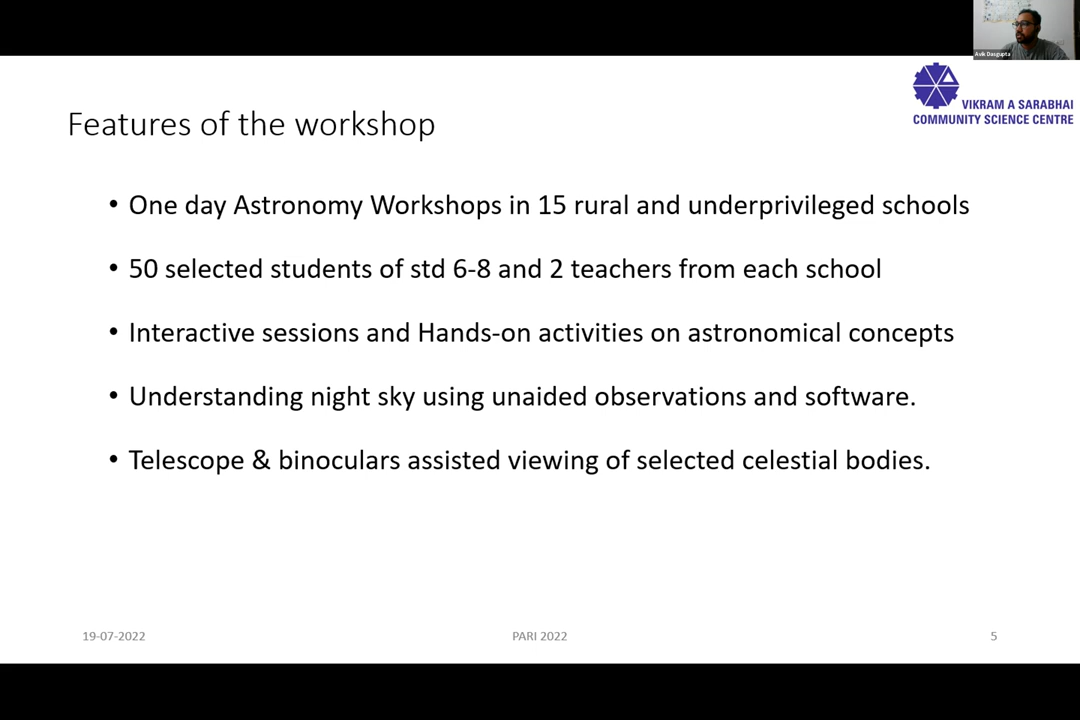 Avik Dasgupta
VIKRAM A SARABHAI
COMMUNITY SCIENCE CENTRE
Features of the workshop
• One day Astronomy Workshops in 15 rural and underprivileged schools
• 50 selected students of std 6-8 and 2 teachers from each school
• Interactive sessions and Hands-on activities on astronomical concepts
• Understanding night sky using unaided observations and software.
• Telescope & binoculars assisted viewing of selected celestial bodies.
19-07-2022
PARI 2022
5